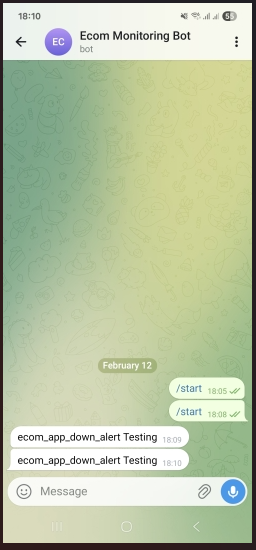 18:10
EC
Ecom Monitoring Bot
bot
February 12
/start 18:05
/start 18:08
ecom_app_down_alert Testing 18:09
ecom_app_down_alert Testing 18:10
Message